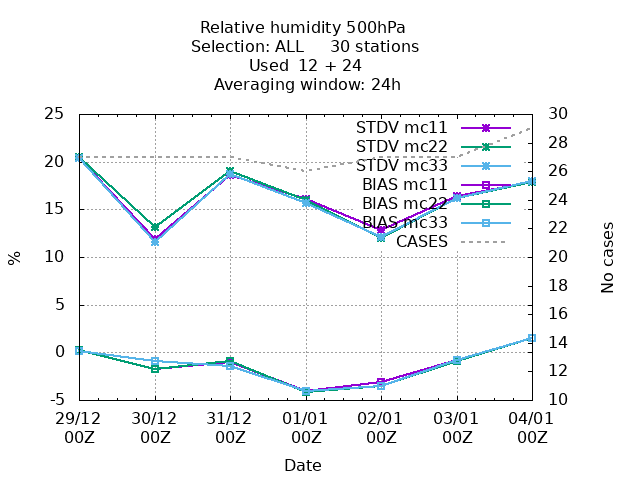 Relative humidity 500hPa
Selection: ALL     30 stations
Used  12 + 24
Averaging window: 24h
25
20
15
10
5
0
-5
%
STDV mc11
STDV mc22
STDV mc33
BIAS mc11
BIAS mc22
BIAS mc33
CASES
30
28
26
24
22
20
18
16
14
12
10
No cases
29/12 30/12 31/12 01/01 02/01 03/01 04/01
00Z 00Z 00Z 00Z 00Z 00Z 00Z
Date